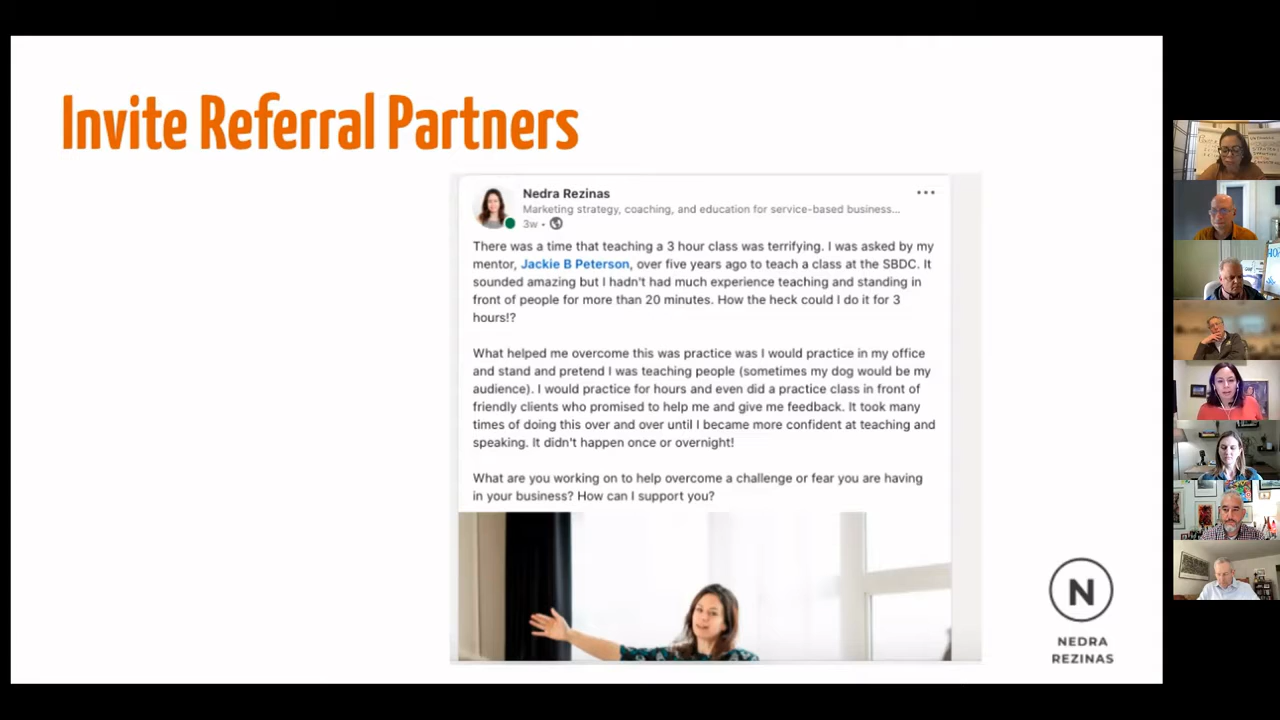 Invite Referral Partners
Nedra Rezinas
Marketing strategy, coaching, and education for service-based business...
3w •
There was a time that teaching a 3 hour class was terrifying. I was asked by my
mentor, Jackie B Peterson, over five years ago to teach a class at the SBDC. It
sounded amazing but I hadn't had much experience teaching and standing in
front of people for more than 20 minutes. How the heck could I do it for 3
hours!?
What helped me overcome this was practice was I would practice in my office
and stand and pretend I was teaching people (sometimes my dog would be my
audience). I would practice for hours and even did a practice class in front of
friendly clients who promised to help me and give me feedback. It took many
times of doing this over and over until I became more confident at teaching and
speaking. It didn't happen once or overnight!
What are you working on to help overcome a challenge or fear you are having
in your business? How can I support you?
N
NEDRA
REZINAS